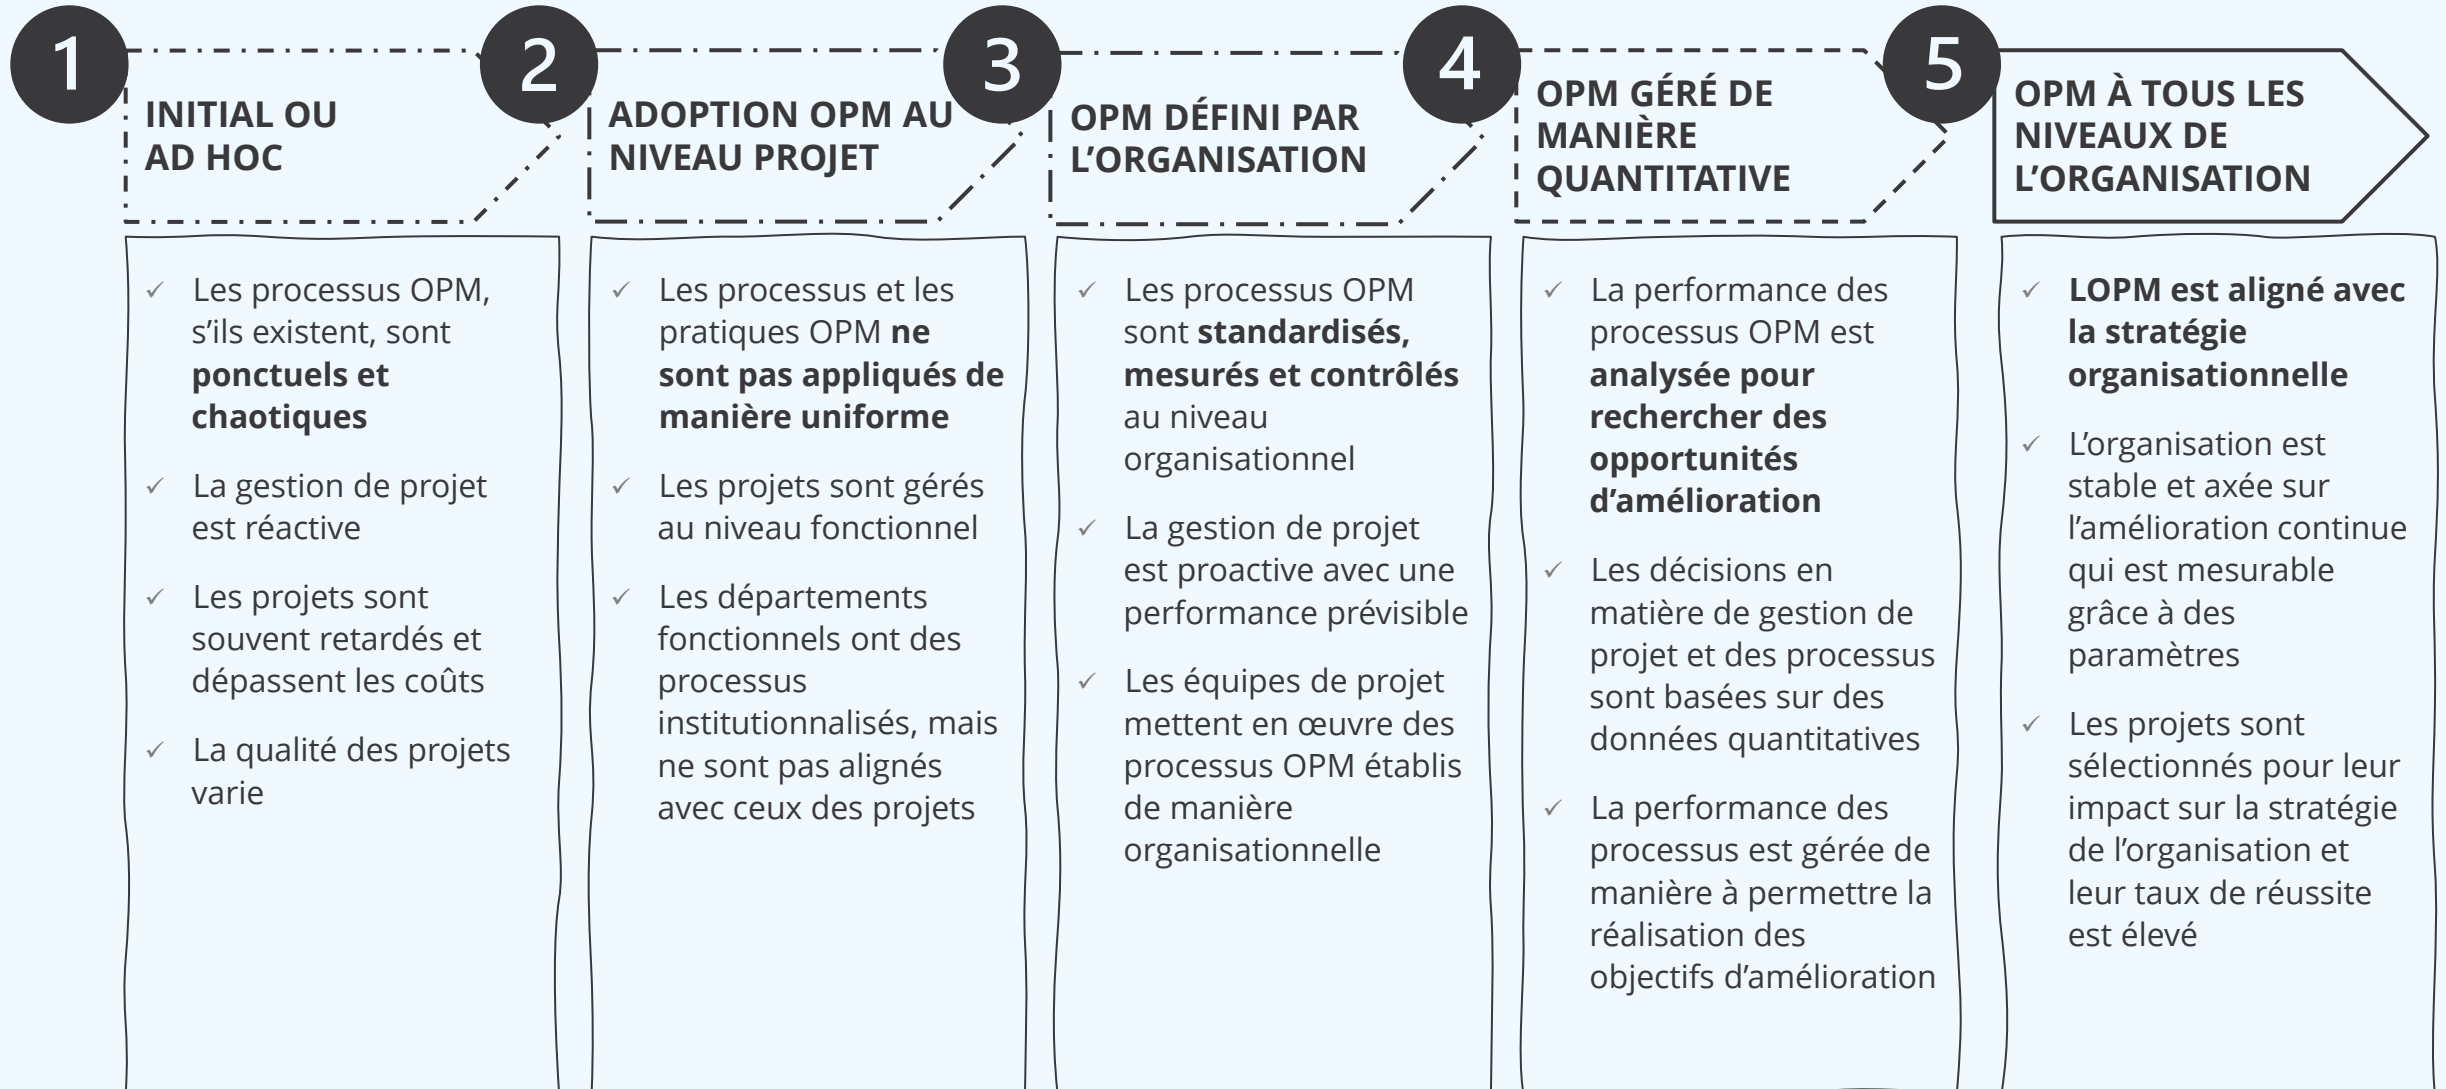 1
INITIAL OU
AD HOC
Les processus OPM,
s’ils existent, sont
ponctuels et
chaotiques
La gestion de projet
est réactive
Les projets sont
souvent retardés et
dépassent les coûts
La qualité des projets
varie
2
ADOPTION OPM AU
NIVEAU PROJET
Les processus et les
pratiques OPM ne
sont pas appliqués de
manière uniforme
Les projets sont gérés
au niveau fonctionnel
Les départements
fonctionnels ont des
processus
institutionnalisés, mais
ne sont pas alignés
avec ceux des projets
3
OPM DÉFINI PAR
L’ORGANISATION
Les processus OPM
sont standardisés,
mesurés et contrôlés
au niveau
organisationnel
La gestion de projet
est proactive avec une
performance prévisible
Les équipes de projet
mettent en œuvre des
processus OPM établis
de manière
organisationnelle
4
OPM GÉRÉ DE
MANIÈRE
QUANTITATIVE
La performance des
processus OPM est
analysée pour
rechercher des
opportunités
d’amélioration
Les décisions en
matière de gestion de
projet et des processus
sont basées sur des
données quantitatives
La performance des
processus est gérée de
manière à permettre la
réalisation des
objectifs d’amélioration
5
OPM À TOUS LES
NIVEAUX DE
L’ORGANISATION
LOPM est aligné avec
la stratégie
organisationnelle
L’organisation est
stable et axée sur
l’amélioration continue
qui est mesurable
grâce à des
paramètres
Les projets sont
sélectionnés pour leur
impact sur la stratégie
de l’organisation et
leur taux de réussite
est élevé